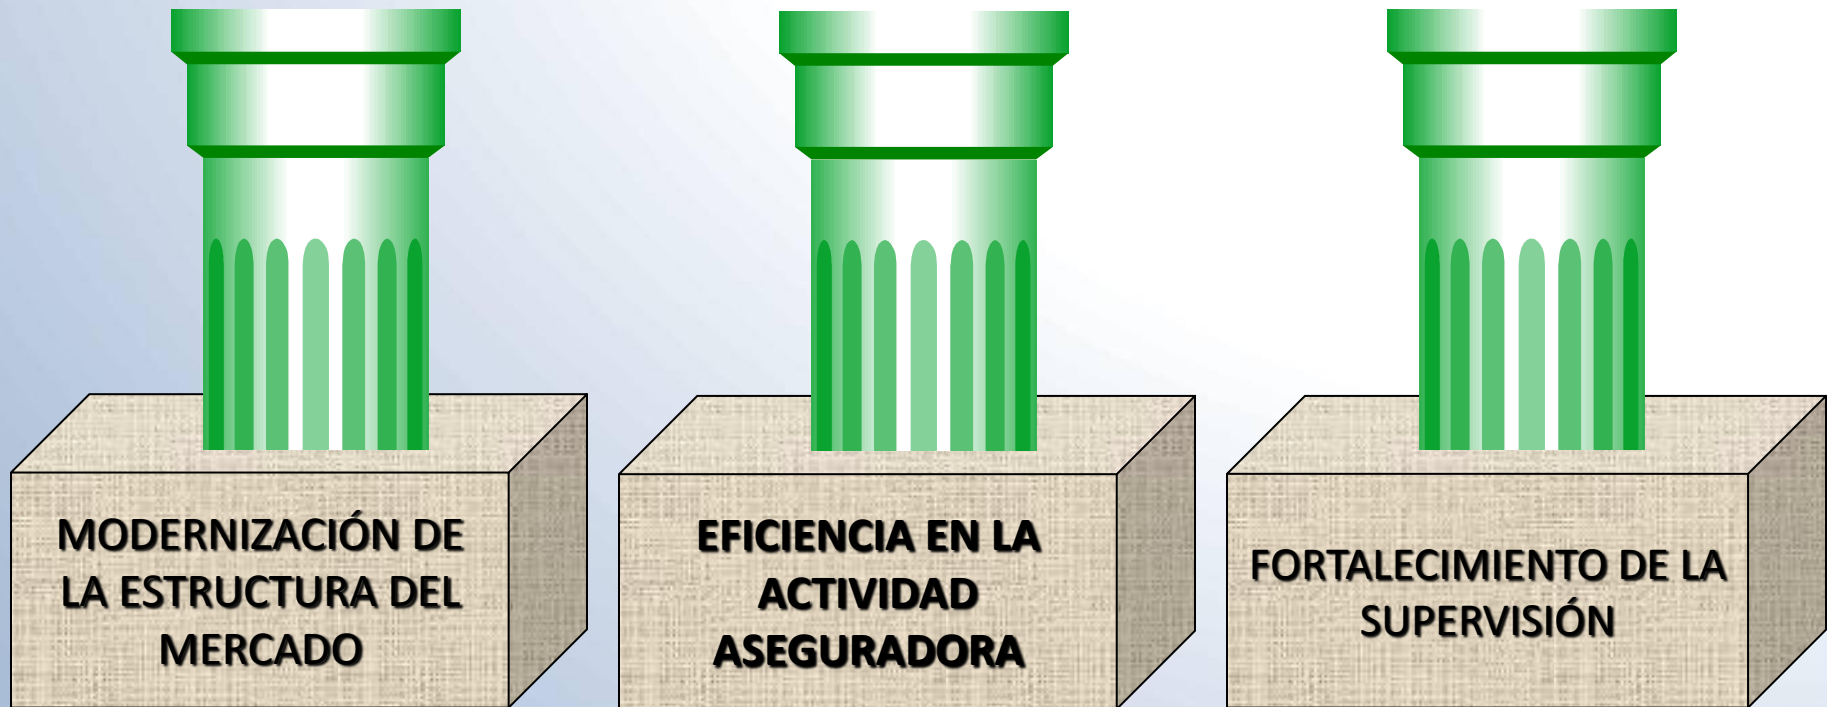 MODERNIZACIÓN DE
LA ESTRUCTURA DEL
MERCADO
EFICIENCIA EN LA
ACTIVIDAD
ASEGURADORA
FORTALECIMIENTO DE LA
SUPERVISIÓN